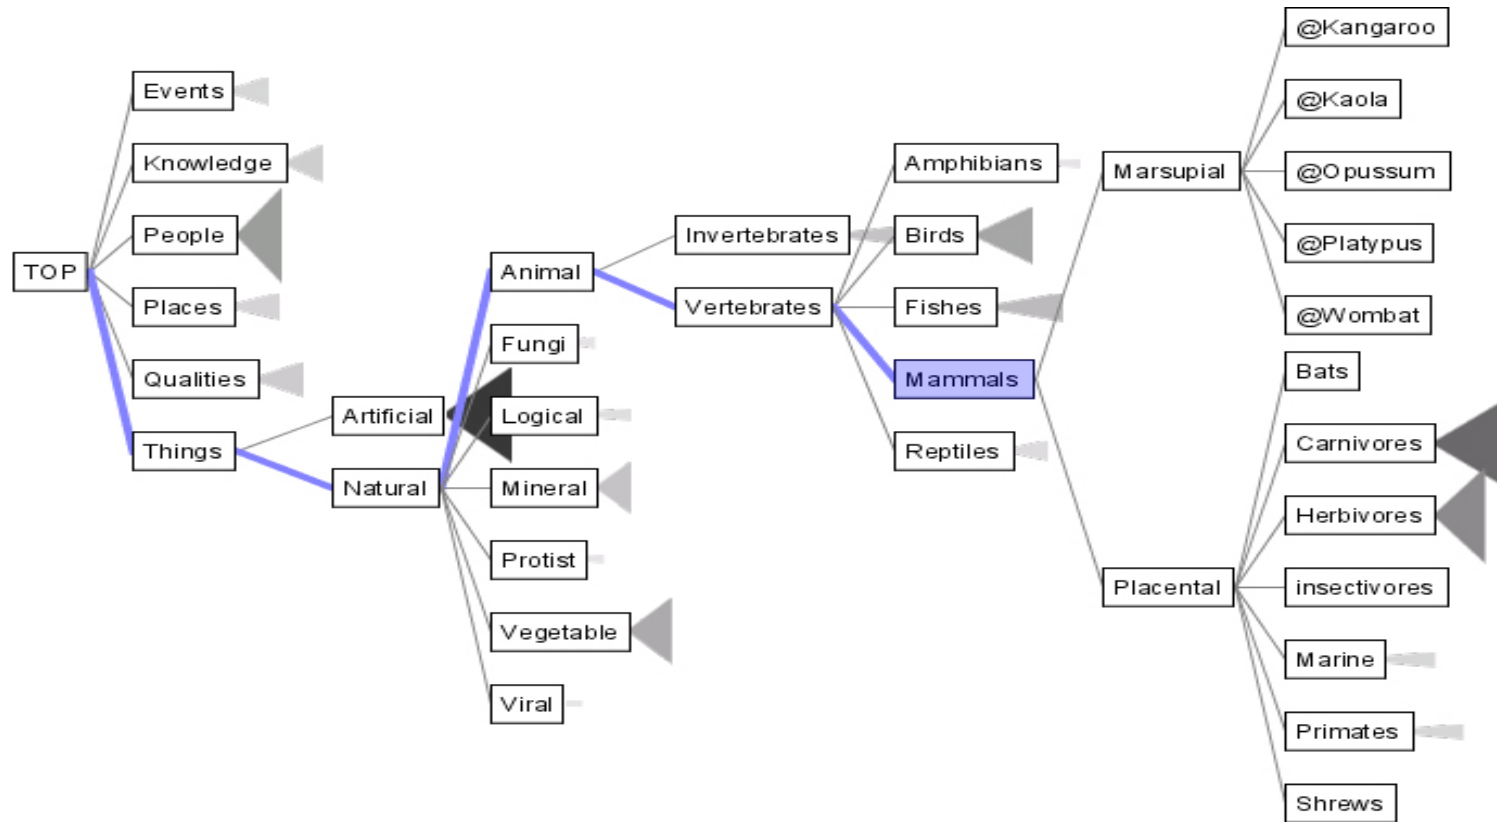 TOP
Events
Knowledge
People
Places
Qualities
Things
Artificial
Natural
Animal
Fungi
Logical
Mineral
Protist
Vegetable
Viral
Invertebrates
Vertebrates
Amphibians
Birds
Fishes
Mammals
Reptiles
Marsupial
Placental
@Kangaroo
@Kaola
@Opussum
@Platypus
@Wombat
Bats
Carnivores
Herbivores
insectivores
Marine
Primates
Shrews